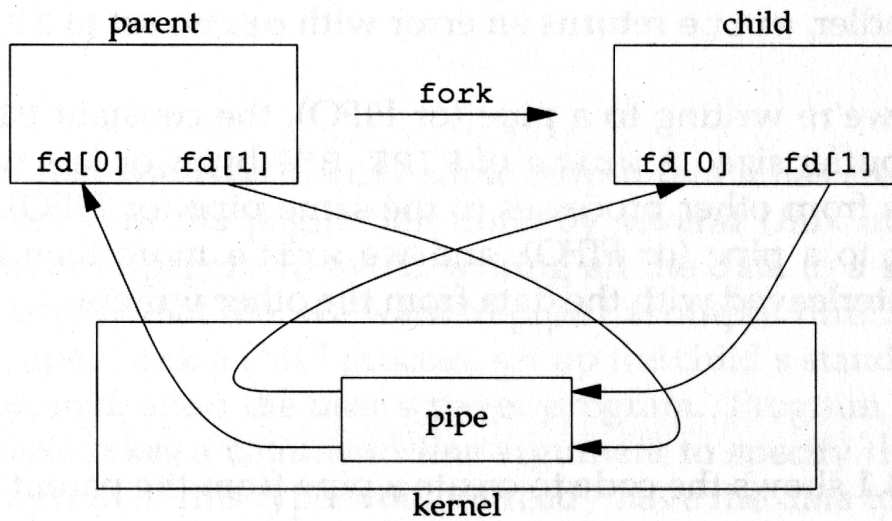 parent child
fork
fd[0] fd[1] fd[0] fd[1]
pipe
kernel